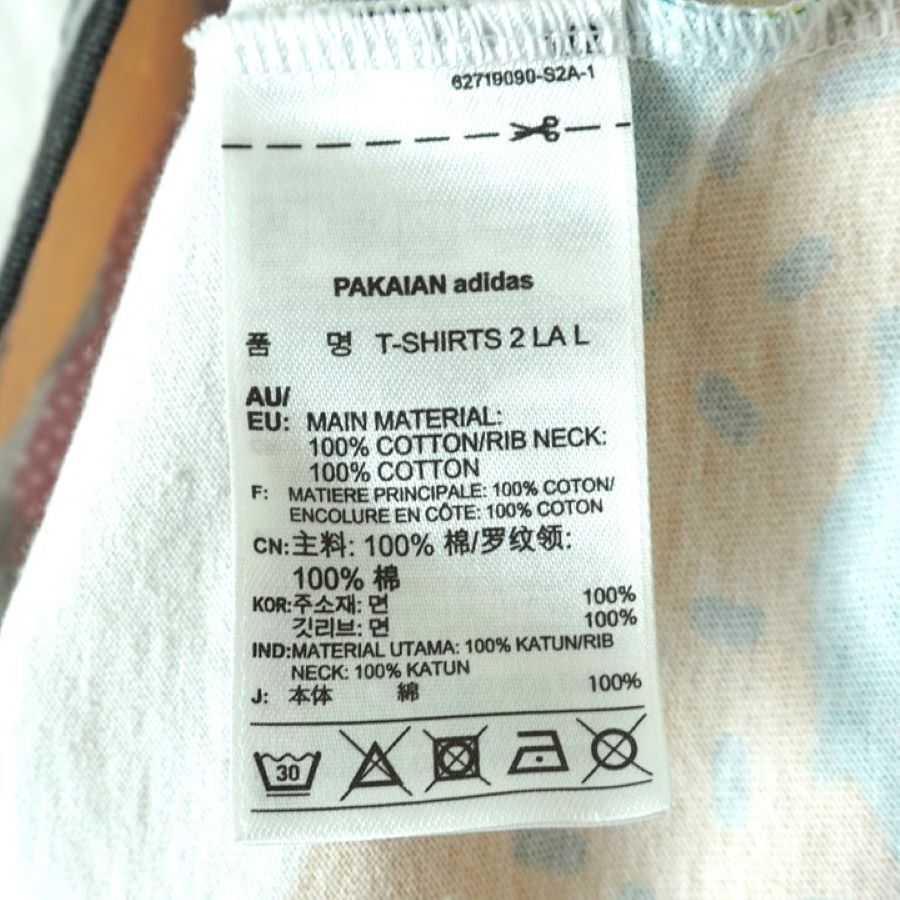 62719090-S2A-1
PAKAIAN adidas
품 명 T-SHIRTS 2 LA L
AU/
EU: MAIN MATERIAL:
100% COTTON/RIB NECK:
100% COTTON
F: MATIERE PRINCIPALE: 100% COTON/
ENCOLURE EN CÔTE: 100% COTON
CN:主料: 100% 棉/罗纹领:
100% 棉
KOR:주소재: 면 100%
깃리브: 면 100%
IND:MATERIAL UTAMA: 100% KATUN/RIB
NECK: 100% KATUN
J: 本体 綿 100%
30